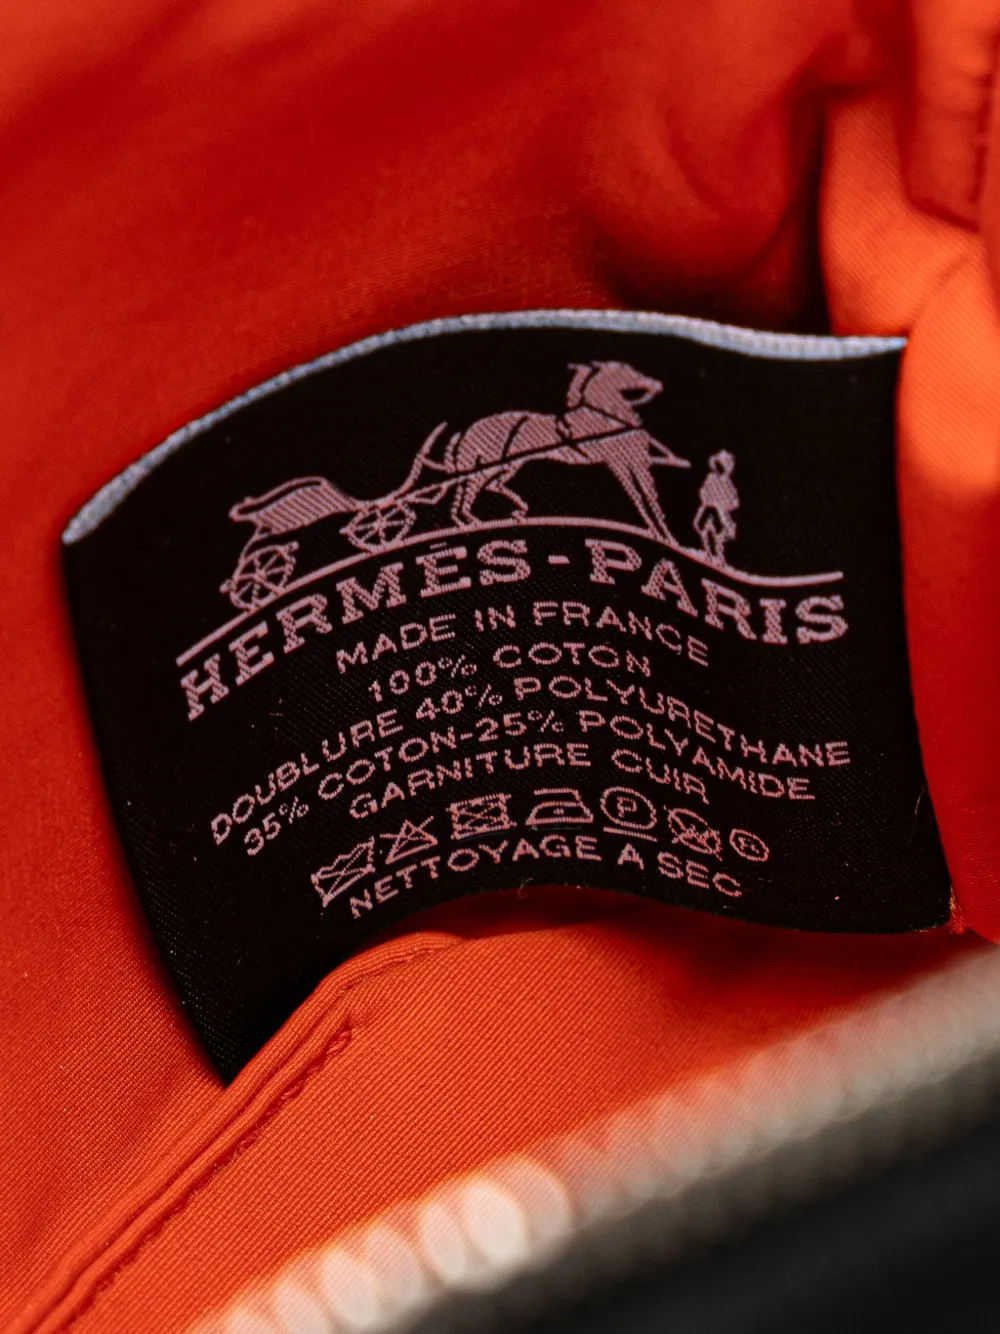 HERMÈS-PARIS
MADE IN FRANCE
100% COTON
DOUBLURE 40% POLYURETHANE
35% COTON-25% POLYAMIDE
GARNITURE CUIR
P R
NETTOYAGE A SEC